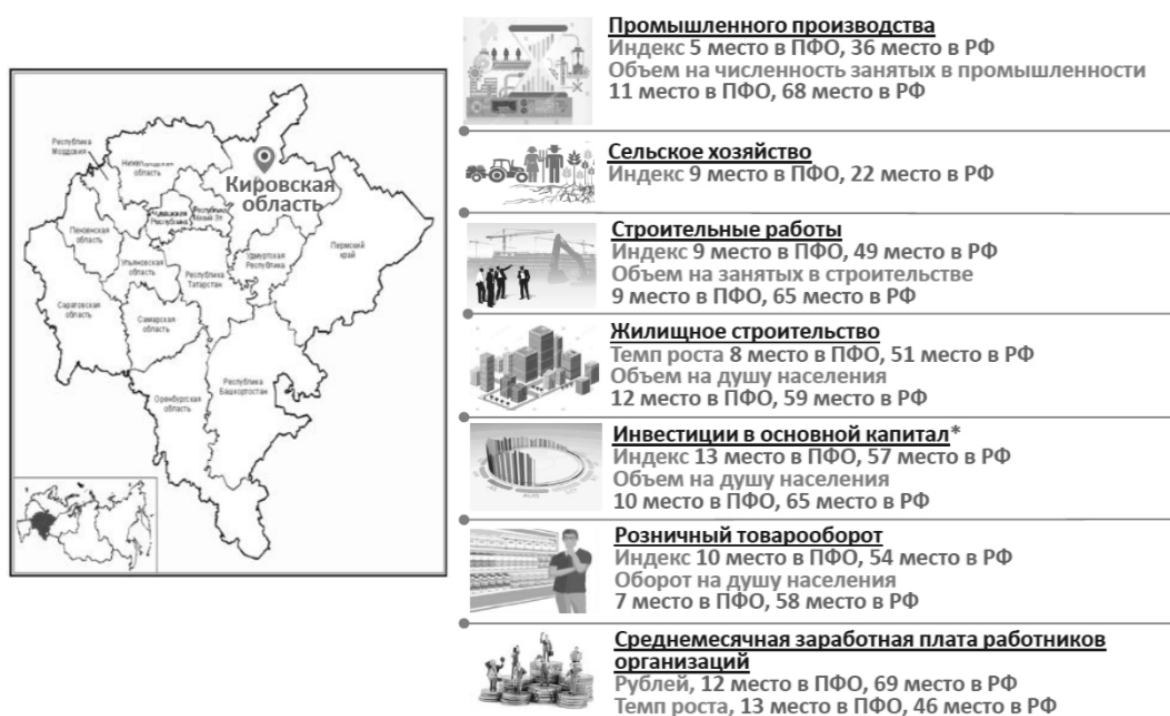 Республика
Мордовия
Нижегородская
область
Кировская
область
Чувашская
Республика
Республика
Марий Эл
Пензенская
область
Ульяновская
область
Республика
Татарстан
Удмуртская
Республика
Пермский
край
Саратовская
область
Самарская
область
Оренбургская
область
Республика
Башкортостан
Промышленного производства
Индекс 5 место в ПФО, 36 место в РФ
Объем на численность занятых в промышленности
11 место в ПФО, 68 место в РФ
Сельское хозяйство
Индекс 9 место в ПФО, 22 место в РФ
Строительные работы
Индекс 9 место в ПФО, 49 место в РФ
Объем на занятых в строительстве
9 место в ПФО, 65 место в РФ
Жилищное строительство
Темп роста 8 место в ПФО, 51 место в РФ
Объем на душу населения
12 место в ПФО, 59 место в РФ
Инвестиции в основной капитал*
Индекс 13 место в ПФО, 57 место в РФ
Объем на душу населения
10 место в ПФО, 65 место в РФ
Розничный товарооборот
Индекс 10 место в ПФО, 54 место в РФ
Оборот на душу населения
7 место в ПФО, 58 место в РФ
Среднемесячная заработная плата работников
организаций
Рублей, 12 место в ПФО, 69 место в РФ
Темп роста, 13 место в ПФО, 46 место в РФ